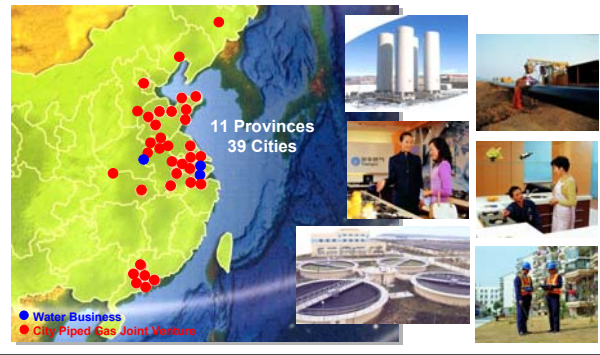 11 Provinces
39 Cities
Water Business
City Piped Gas Joint Venture